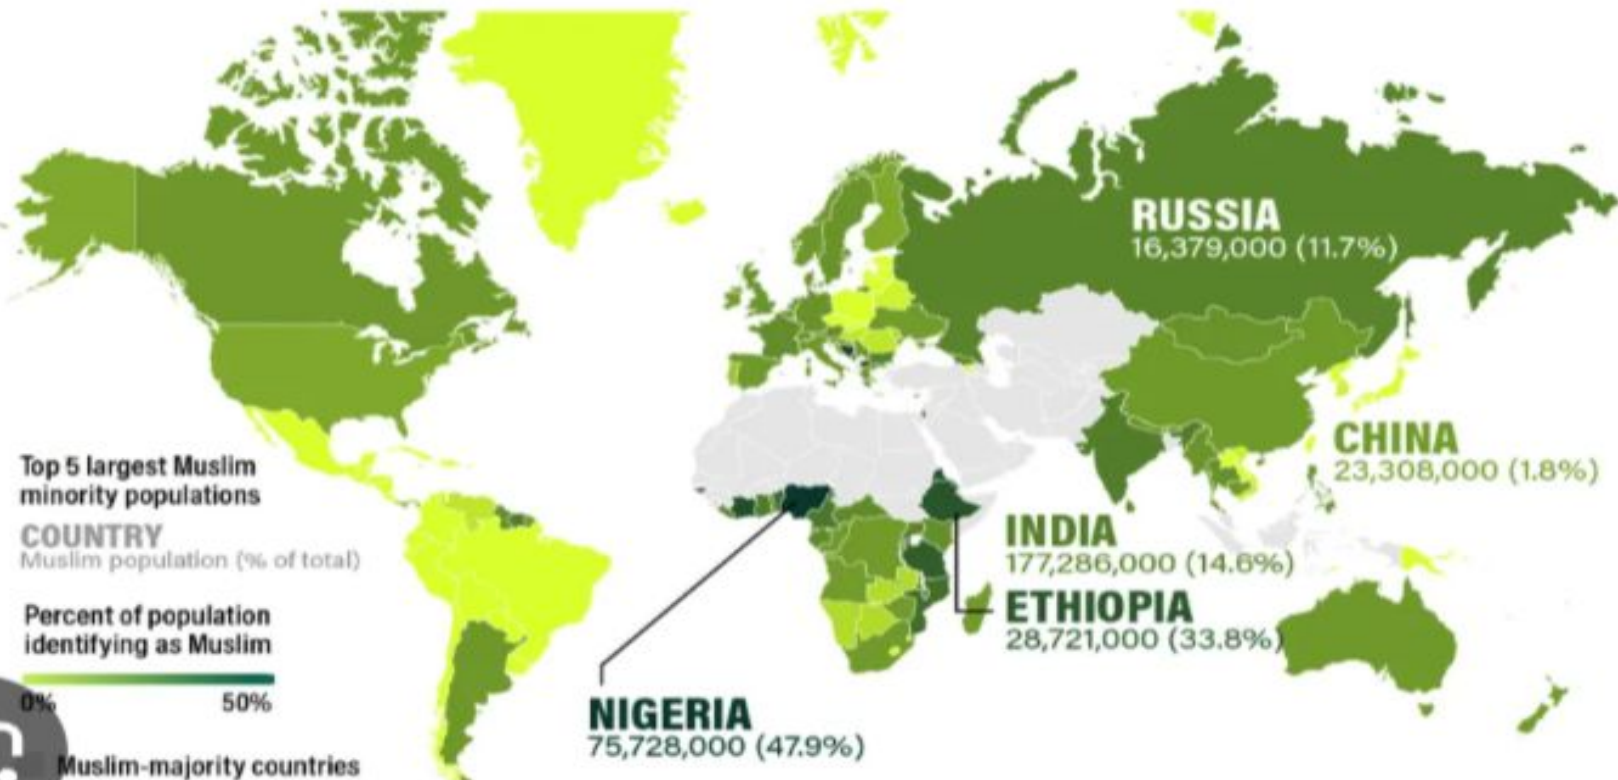 RUSSIA
16,379,000 (11.7%)
CHINA
23,308,000 (1.8%)
INDIA
177,286,000 (14.6%)
ETHIOPIA
28,721,000 (33.8%)
NIGERIA
75,728,000 (47.9%)
Top 5 largest Muslim
minority populations
COUNTRY
Muslim population (% of total)
Percent of population
identifying as Muslim
0%
50%
Muslim-majority countries